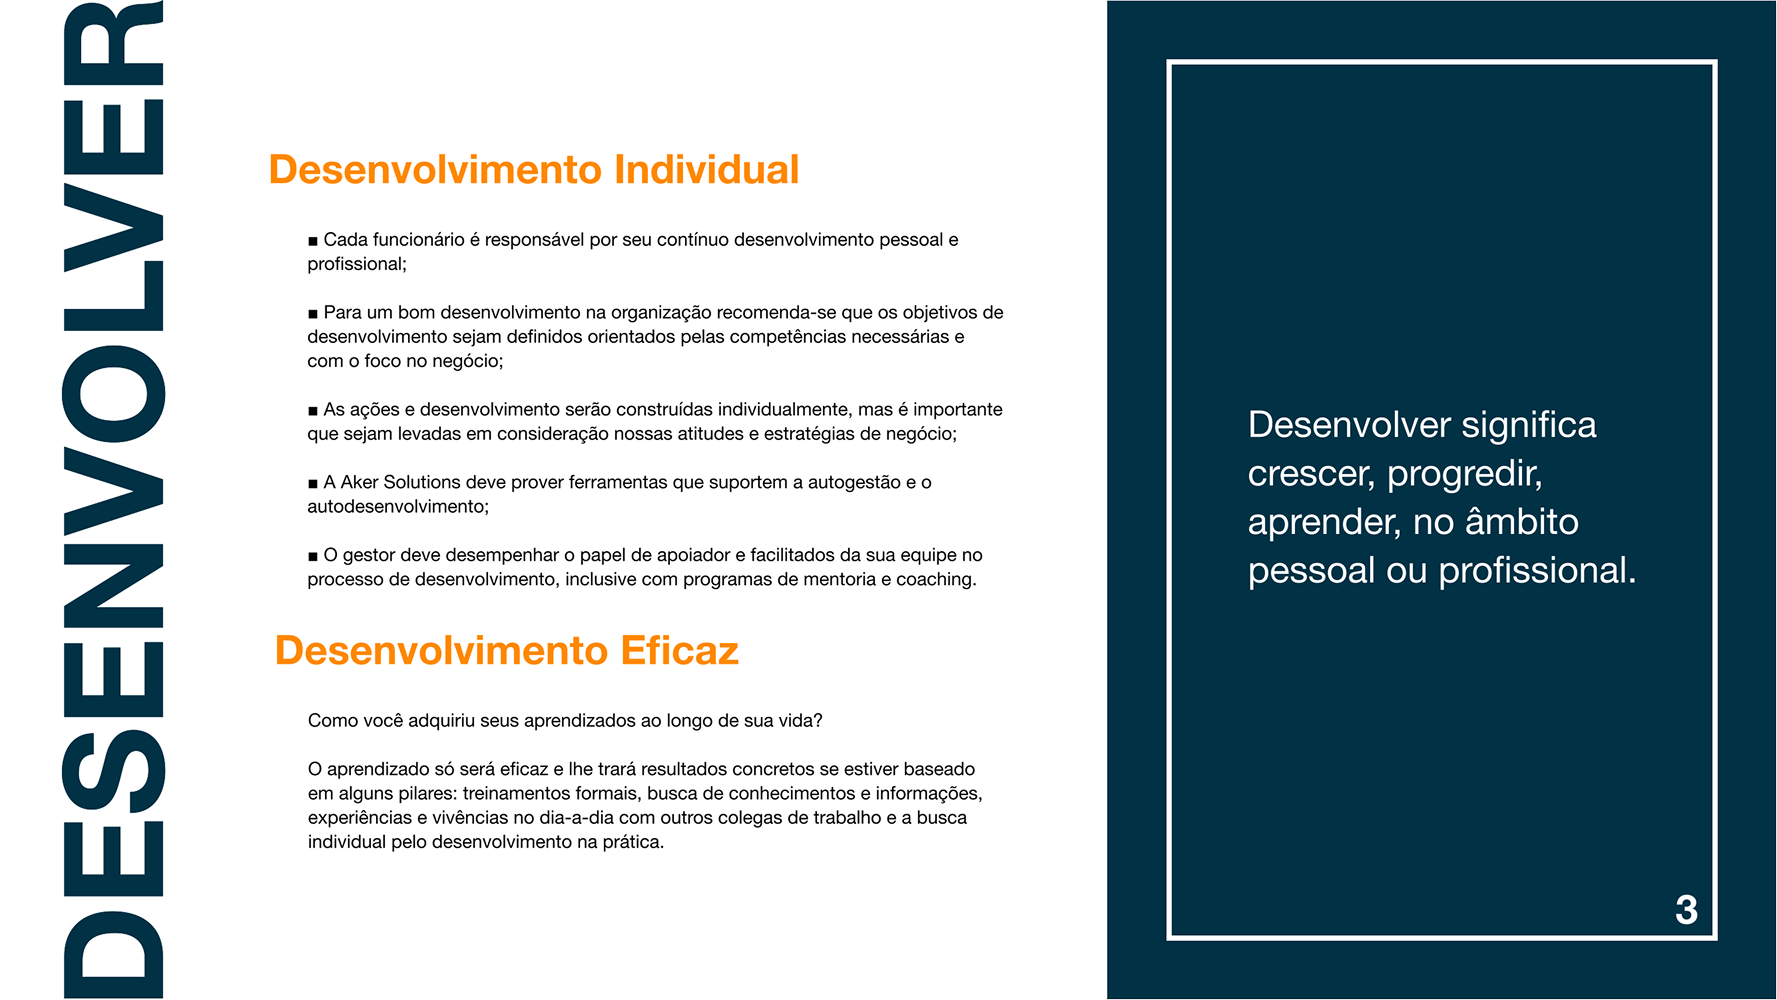 DESENVOLVER
Desenvolvimento Individual
■ Cada funcionário é responsável por seu contínuo desenvolvimento pessoal e
profissional;
■ Para um bom desenvolvimento na organização recomenda-se que os objetivos de
desenvolvimento sejam definidos orientados pelas competências necessárias e
com o foco no negócio;
■ As ações e desenvolvimento serão construídas individualmente, mas é importante
que sejam levadas em consideração nossas atitudes e estratégias de negócio;
■ A Aker Solutions deve prover ferramentas que suportem a autogestão e o
autodesenvolvimento;
■ O gestor deve desempenhar o papel de apoiador e facilitados da sua equipe no
processo de desenvolvimento, inclusive com programas de mentoria e coaching.
Desenvolvimento Eficaz
Como você adquiriu seus aprendizados ao longo de sua vida?
O aprendizado só será eficaz e lhe trará resultados concretos se estiver baseado
em alguns pilares: treinamentos formais, busca de conhecimentos e informações,
experiências e vivências no dia-a-dia com outros colegas de trabalho e a busca
individual pelo desenvolvimento na prática.
Desenvolver significa
crescer, progredir,
aprender, no âmbito
pessoal ou profissional.
3